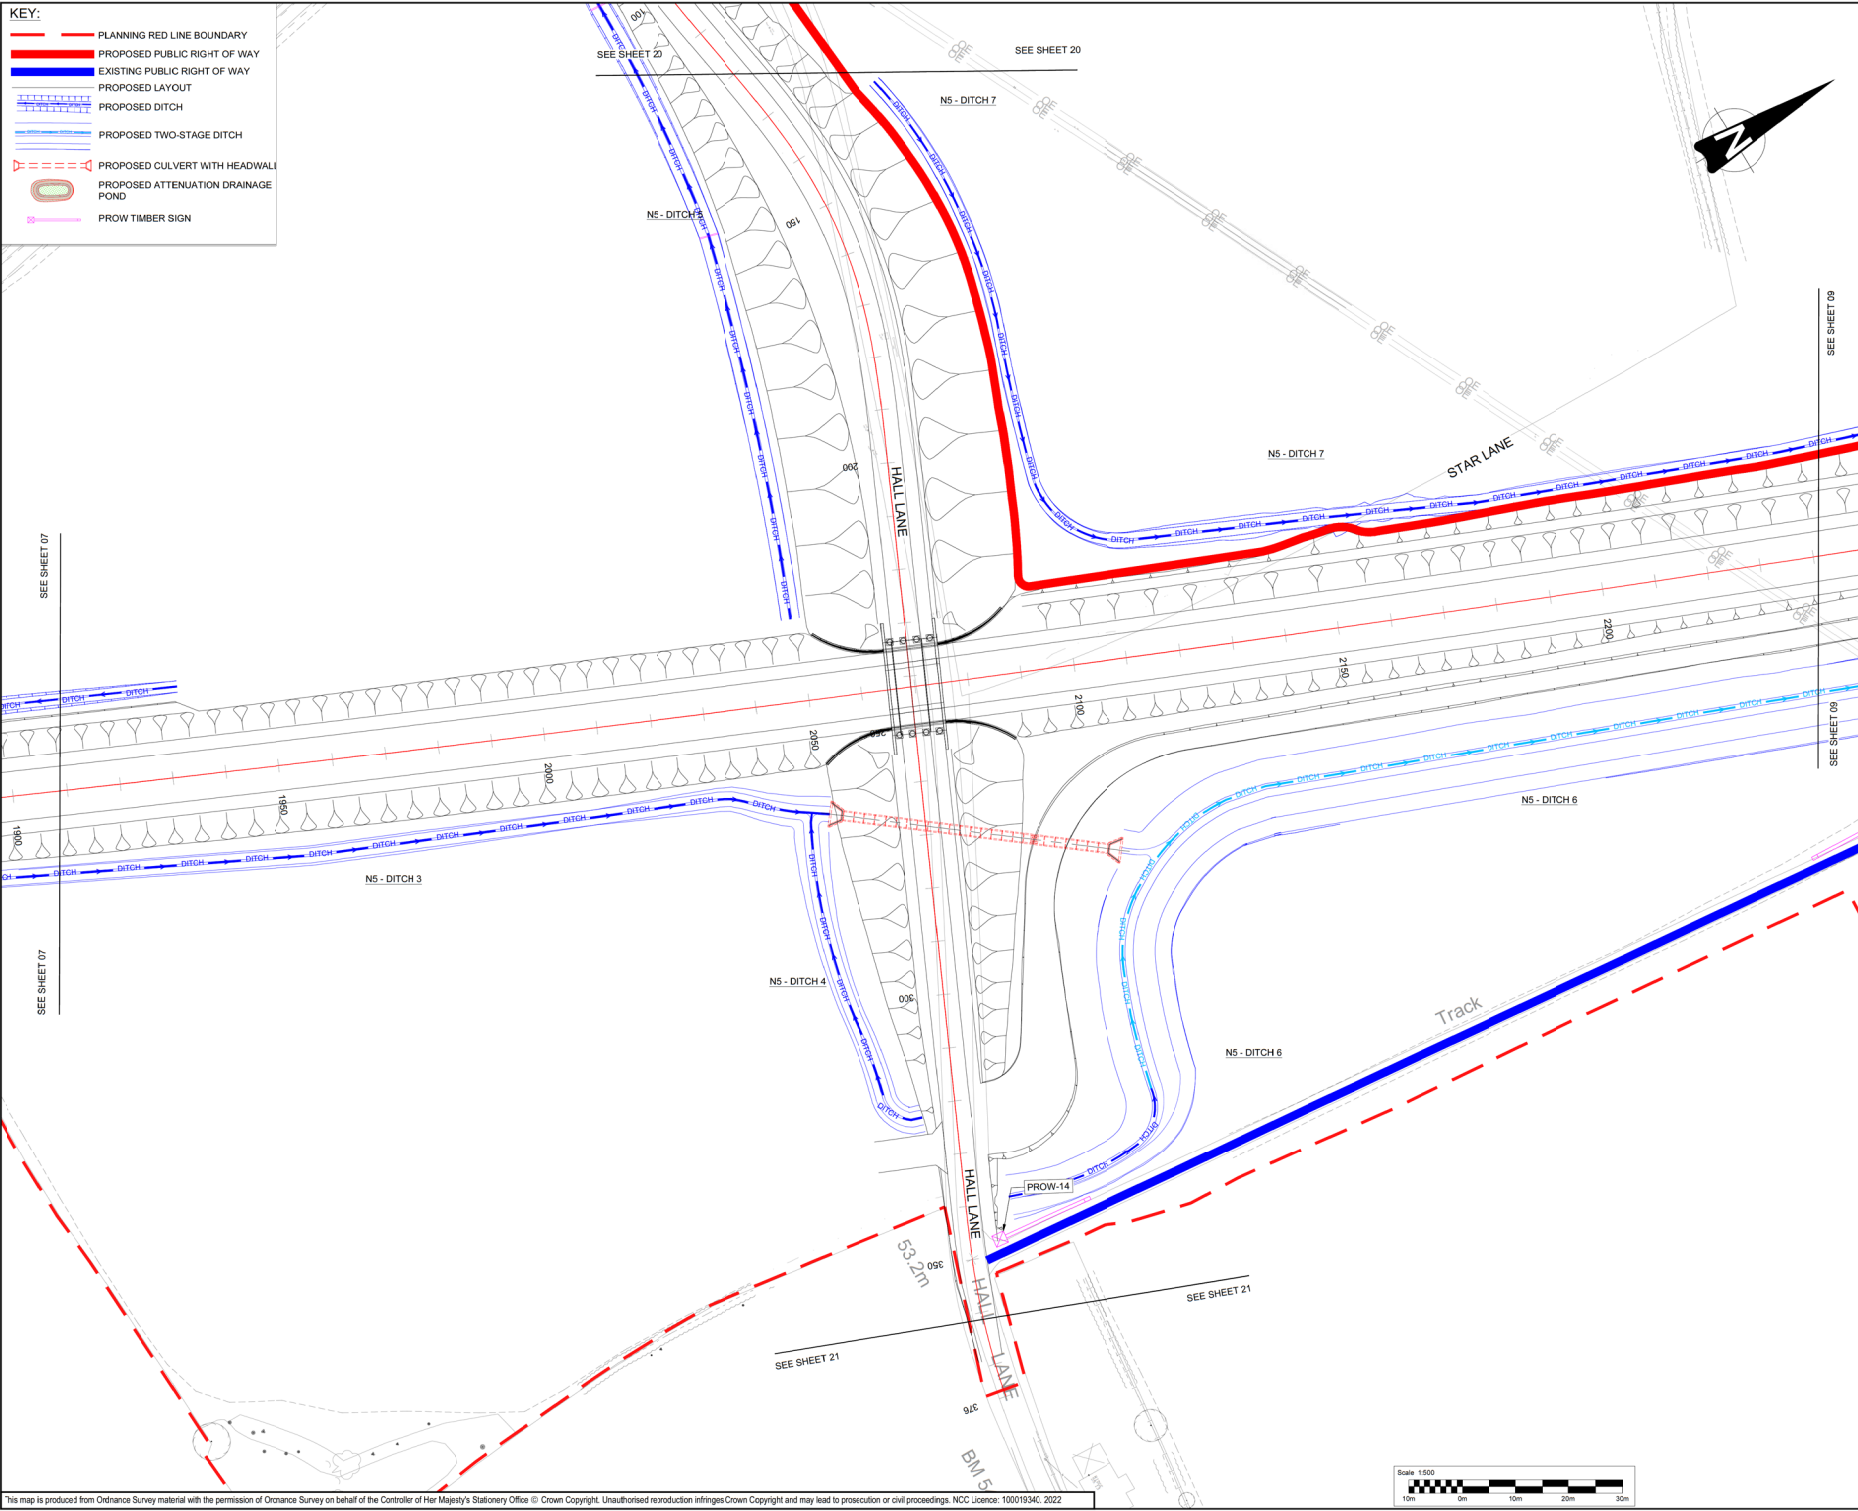 KEY:
PLANNING RED LINE BOUNDARY
PROPOSED PUBLIC RIGHT OF WAY
EXISTING PUBLIC RIGHT OF WAY
PROPOSED LAYOUT
PROPOSED DITCH
PROPOSED TWO-STAGE DITCH
PROPOSED CULVERT WITH HEADWALL
PROPOSED ATTENUATION DRAINAGE
POND
PROW TIMBER SIGN
100
SEE SHEET 20
SEE SHEET 20
N5 - DITCH 7
N5 - DITCH
150
N
SEE SHEET 09
200
HALL LANE
N5 - DITCH 7
STAR LANE
SEE SHEET 07
DITCH
DITCH
DITCH
2200
2150
2100
2050
2000
1950
1900
SEE SHEET 09
N5 - DITCH 6
N5 - DITCH 3
SEE SHEET 07
N5 - DITCH 4
300
Track
N5 - DITCH 6
HALL LANE
PROW-14
53.2m
350
HALL LANE
SEE SHEET 21
SEE SHEET 21
376
BM 5
Scale 1:500
10m 0m 10m 20m 30m
This map is produced from Ordnance Survey material with the permission of Ordnance Survey on behalf of the Controller of Her Majesty's Stationery Office © Crown Copyright. Unauthorised reproduction infringes Crown Copyright and may lead to prosecution or civil proceedings. NCC Licence: 100019340. 2022